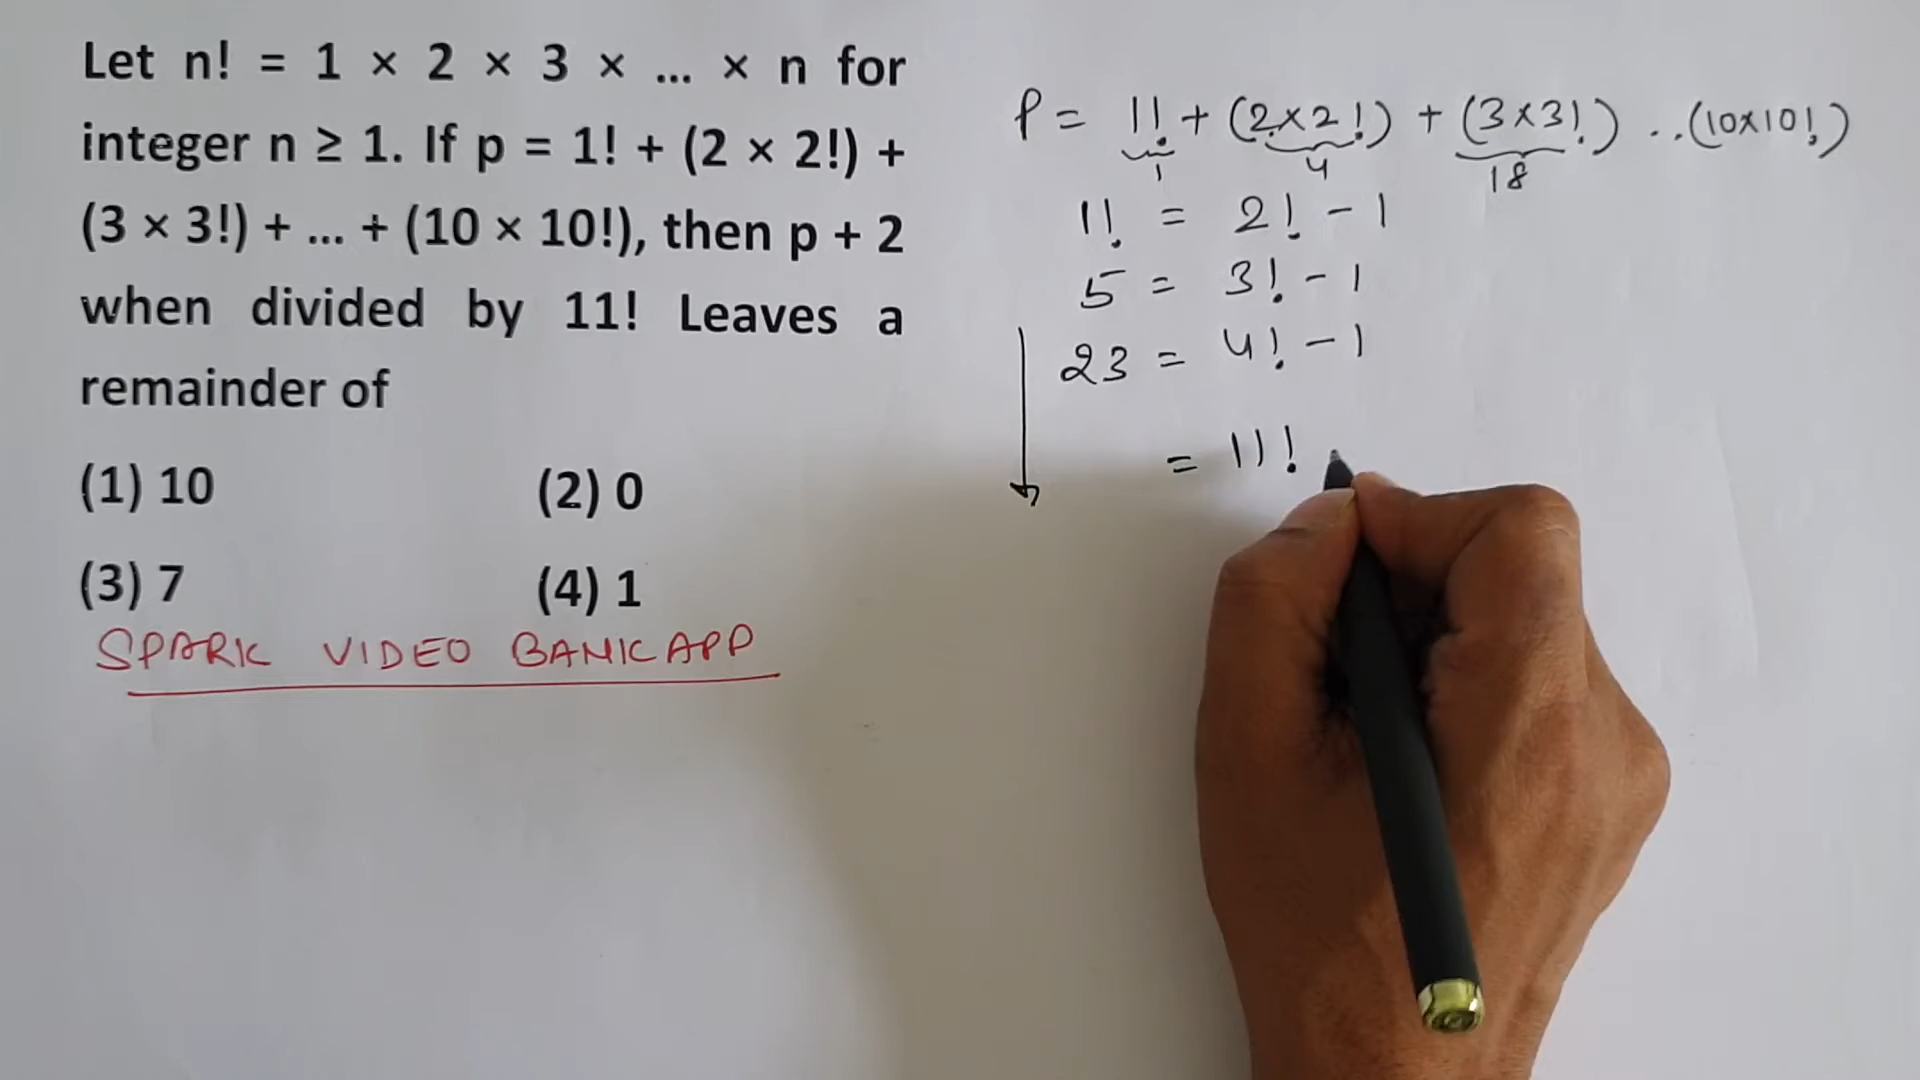 Let n! = 1 × 2 × 3 × ... × n for
integer n ≥ 1. If p = 1! + (2 × 2!) +
(3 × 3!) + ... + (10 × 10!), then p + 2
when divided by 11! Leaves a
remainder of
(1) 10 (2) 0
(3) 7 (4) 1
SPARK VIDEO BANK APP
P = 1! + (2×2!) + (3×3!) ..(10×10!)
1 4 18
1! = 2! - 1
5 = 3! - 1
23 = 4! - 1
= 11!